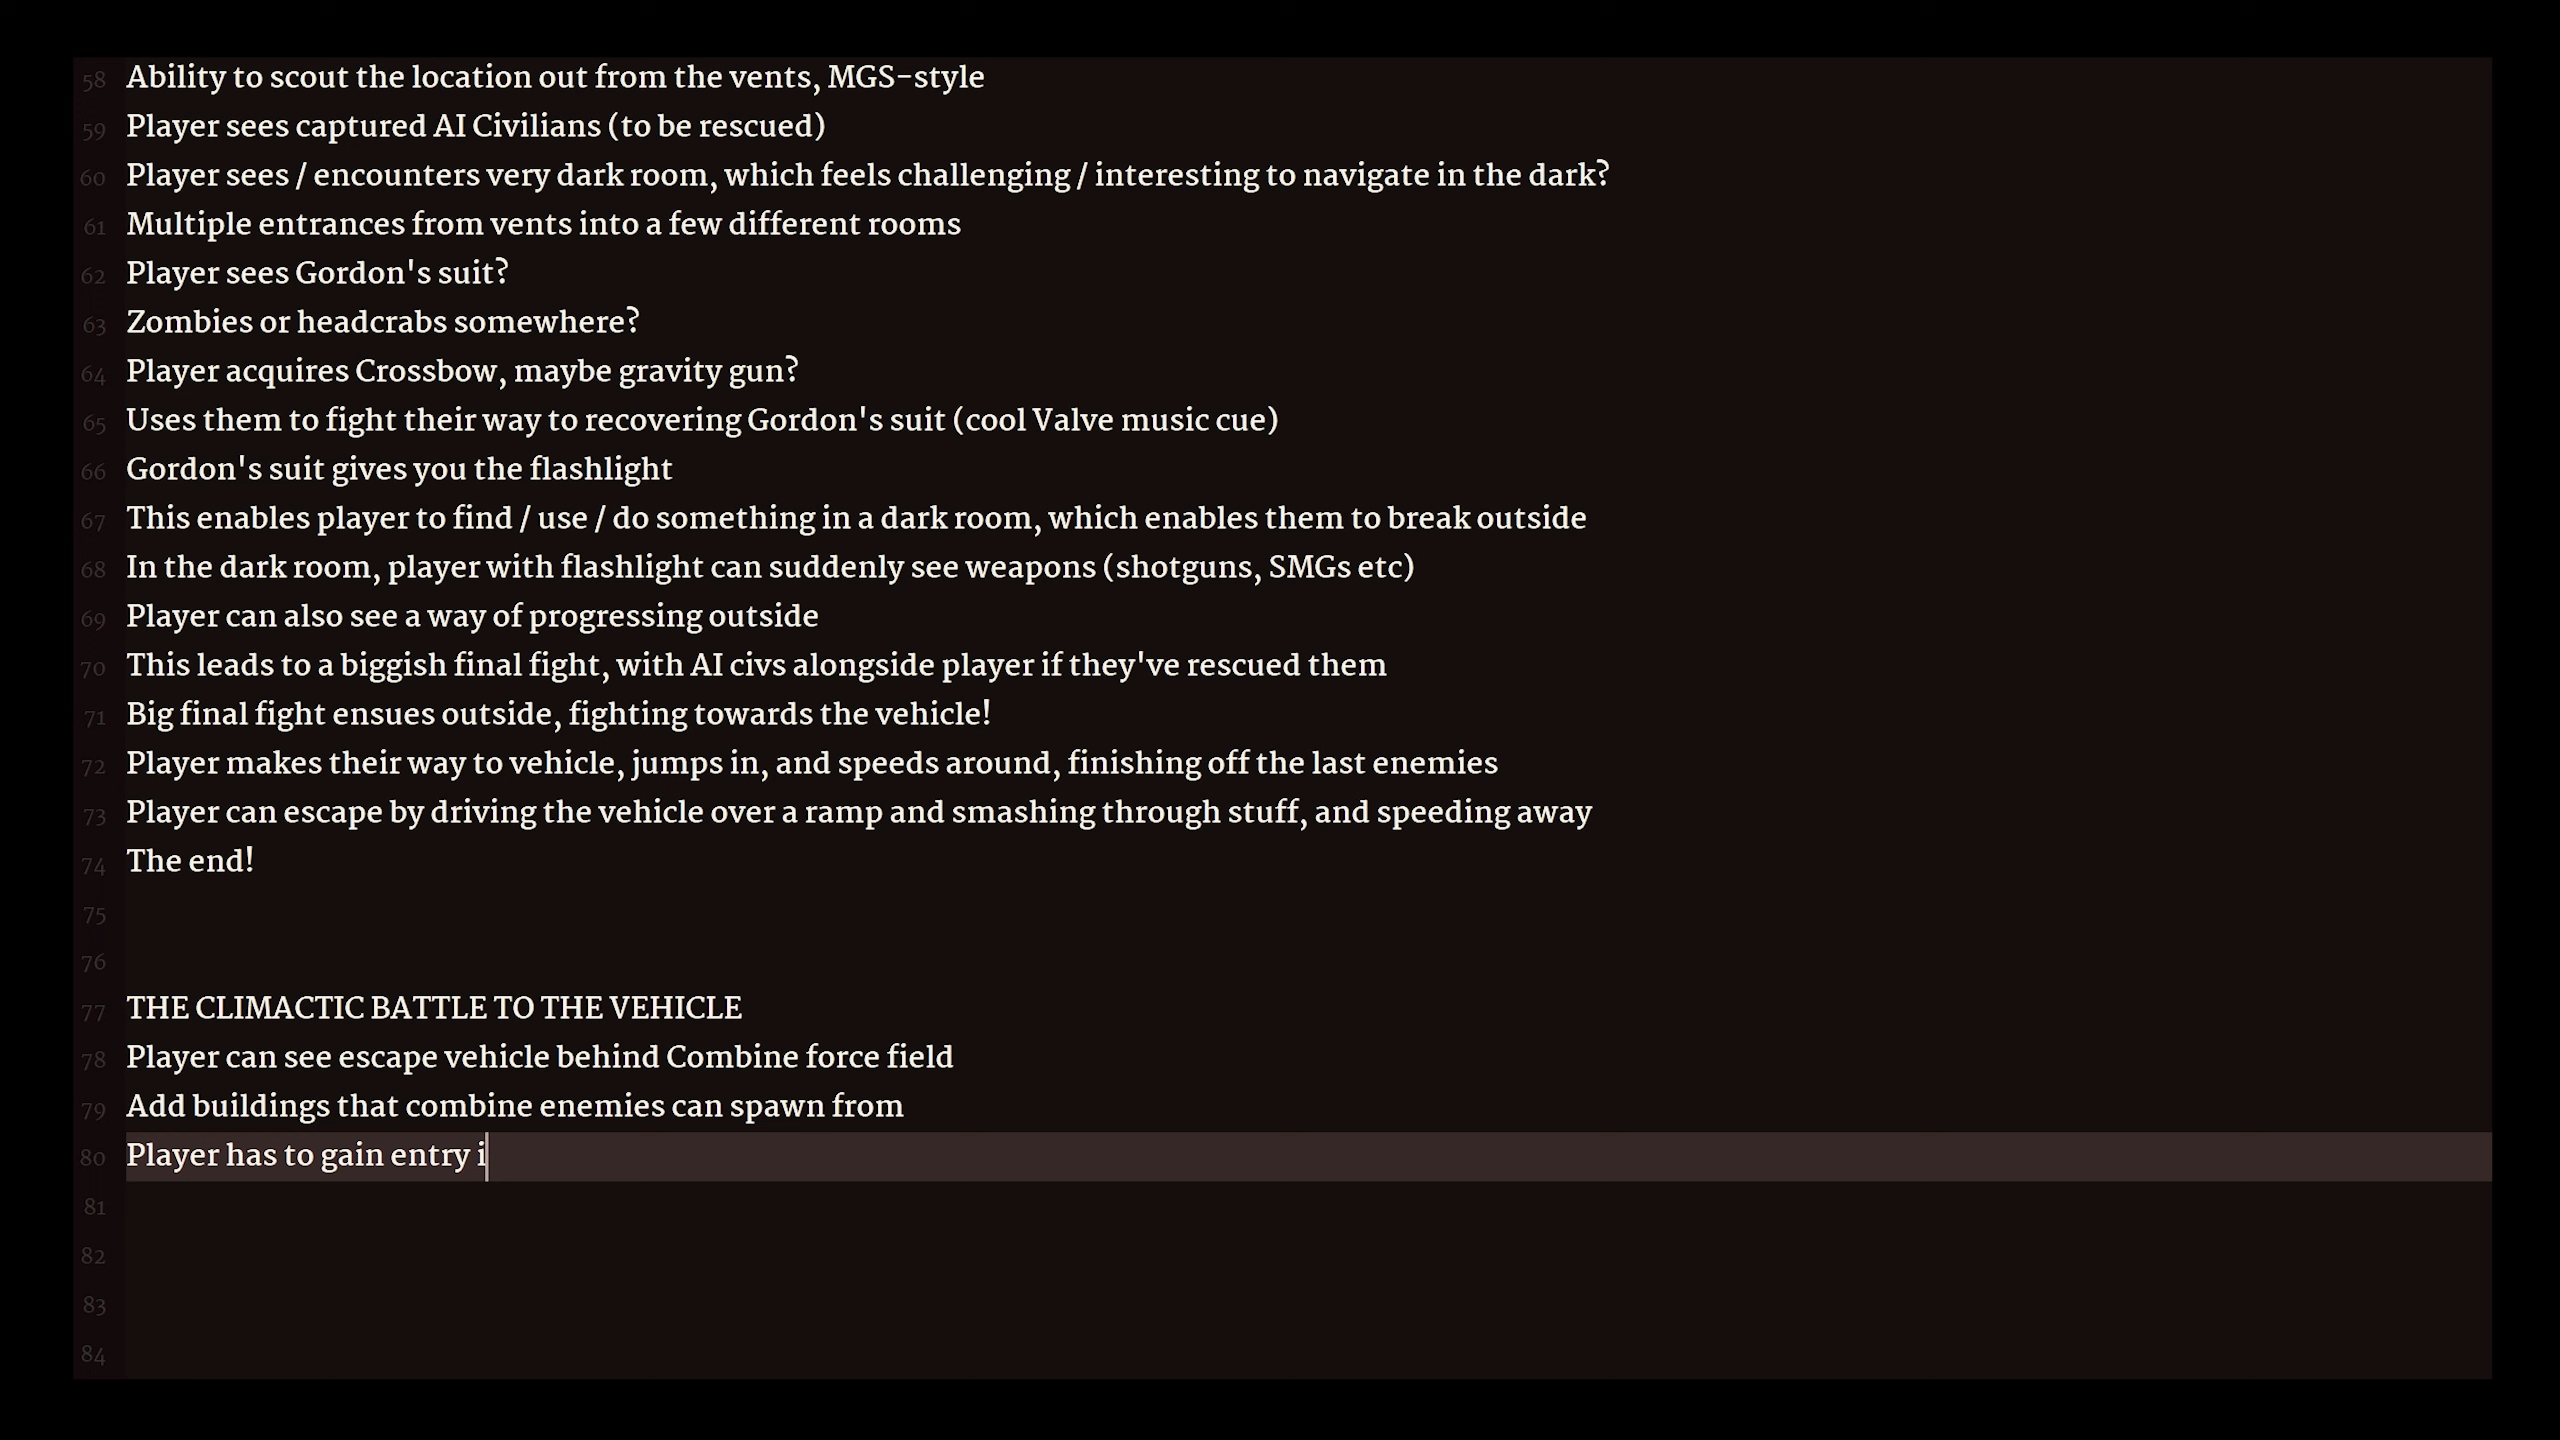 58 Ability to scout the location out from the vents, MGS-style
59 Player sees captured AI Civilians (to be rescued)
60 Player sees / encounters very dark room, which feels challenging / interesting to navigate in the dark?
61 Multiple entrances from vents into a few different rooms
62 Player sees Gordon's suit?
63 Zombies or headcrabs somewhere?
64 Player acquires Crossbow, maybe gravity gun?
65 Uses them to fight their way to recovering Gordon's suit (cool Valve music cue)
66 Gordon's suit gives you the flashlight
67 This enables player to find / use / do something in a dark room, which enables them to break outside
68 In the dark room, player with flashlight can suddenly see weapons (shotguns, SMGs etc)
69 Player can also see a way of progressing outside
70 This leads to a biggish final fight, with AI civs alongside player if they've rescued them
71 Big final fight ensues outside, fighting towards the vehicle!
72 Player makes their way to vehicle, jumps in, and speeds around, finishing off the last enemies
73 Player can escape by driving the vehicle over a ramp and smashing through stuff, and speeding away
74 The end!
75
76
77 THE CLIMACTIC BATTLE TO THE VEHICLE
78 Player can see escape vehicle behind Combine force field
79 Add buildings that combine enemies can spawn from
80 Player has to gain entry i
81
82
83
84